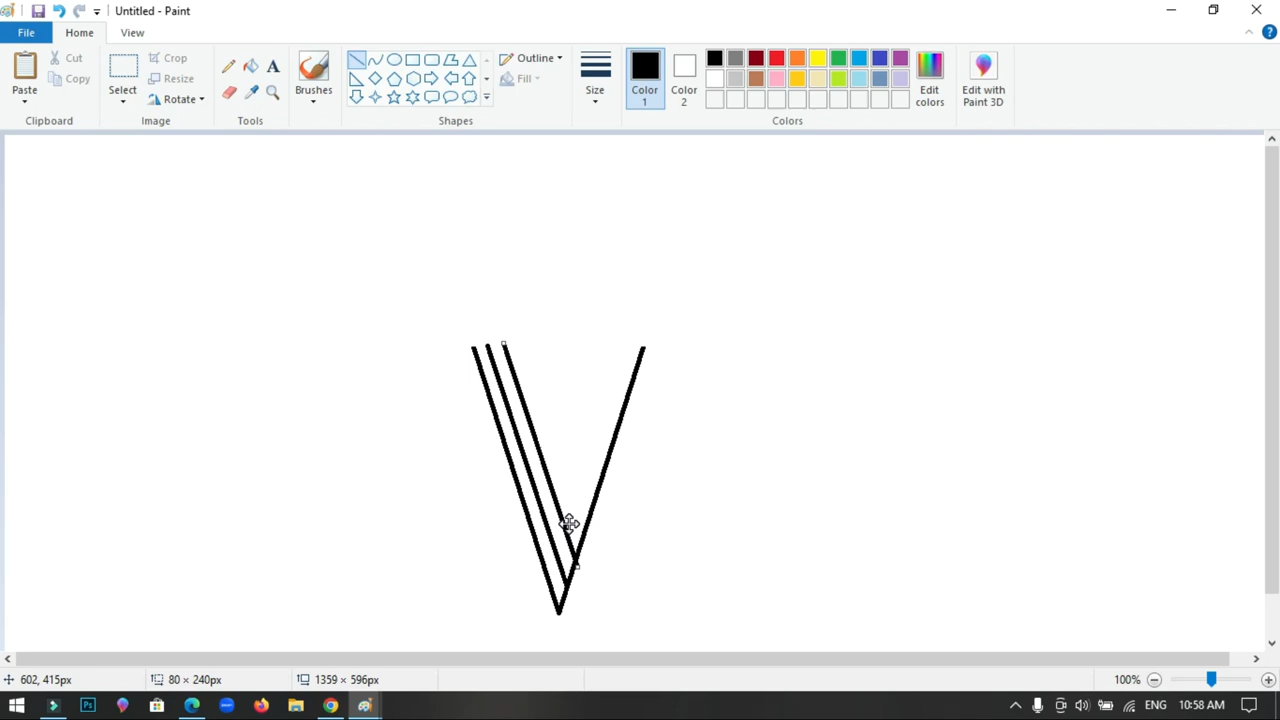 Untitled - Paint
File Home View
Paste
Cut
Copy
Clipboard
Select
Crop
Resize
Rotate
Image
Tools
Brushes
Shapes
Outline
Fill
Size
Color 1
Color 2
Edit colors
Colors
Edit with Paint 3D
602, 415px 80 × 240px 1359 × 596px 100%
Ps zm ENG 10:58 AM